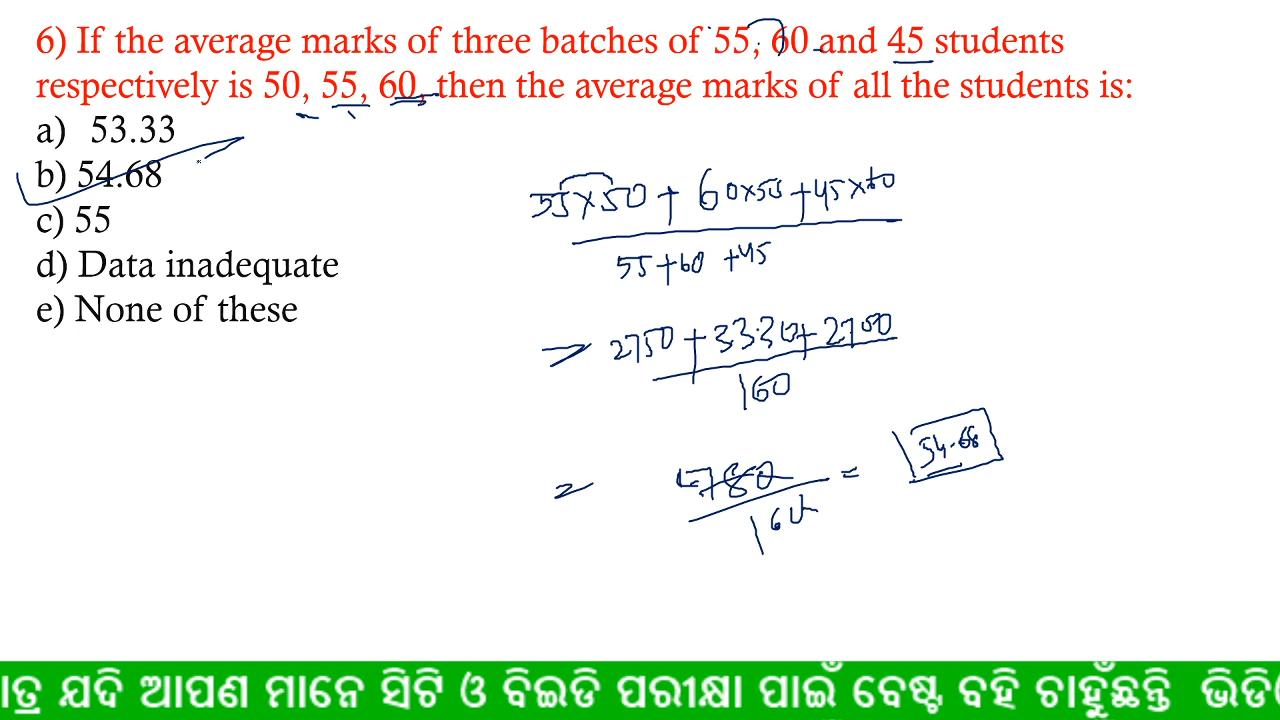 6) If the average marks of three batches of 55, 60 and 45 students
respectively is 50, 55, 60, then the average marks of all the students is:
a) 53.33
b) 54.68
c) 55
d) Data inadequate
e) None of these
55×50 + 60×55 + 45×60
55+60 +45
2750 + 3330 + 2700
160
=
160
= 54.68
ଯଦି ଆପଣ ମାନେ ସିଟି ଓ ବିଇଡି ପରୀକ୍ଷା ପାଇଁ ବେଷ୍ଟ ବହି ଚାହୁଁଛନ୍ତି